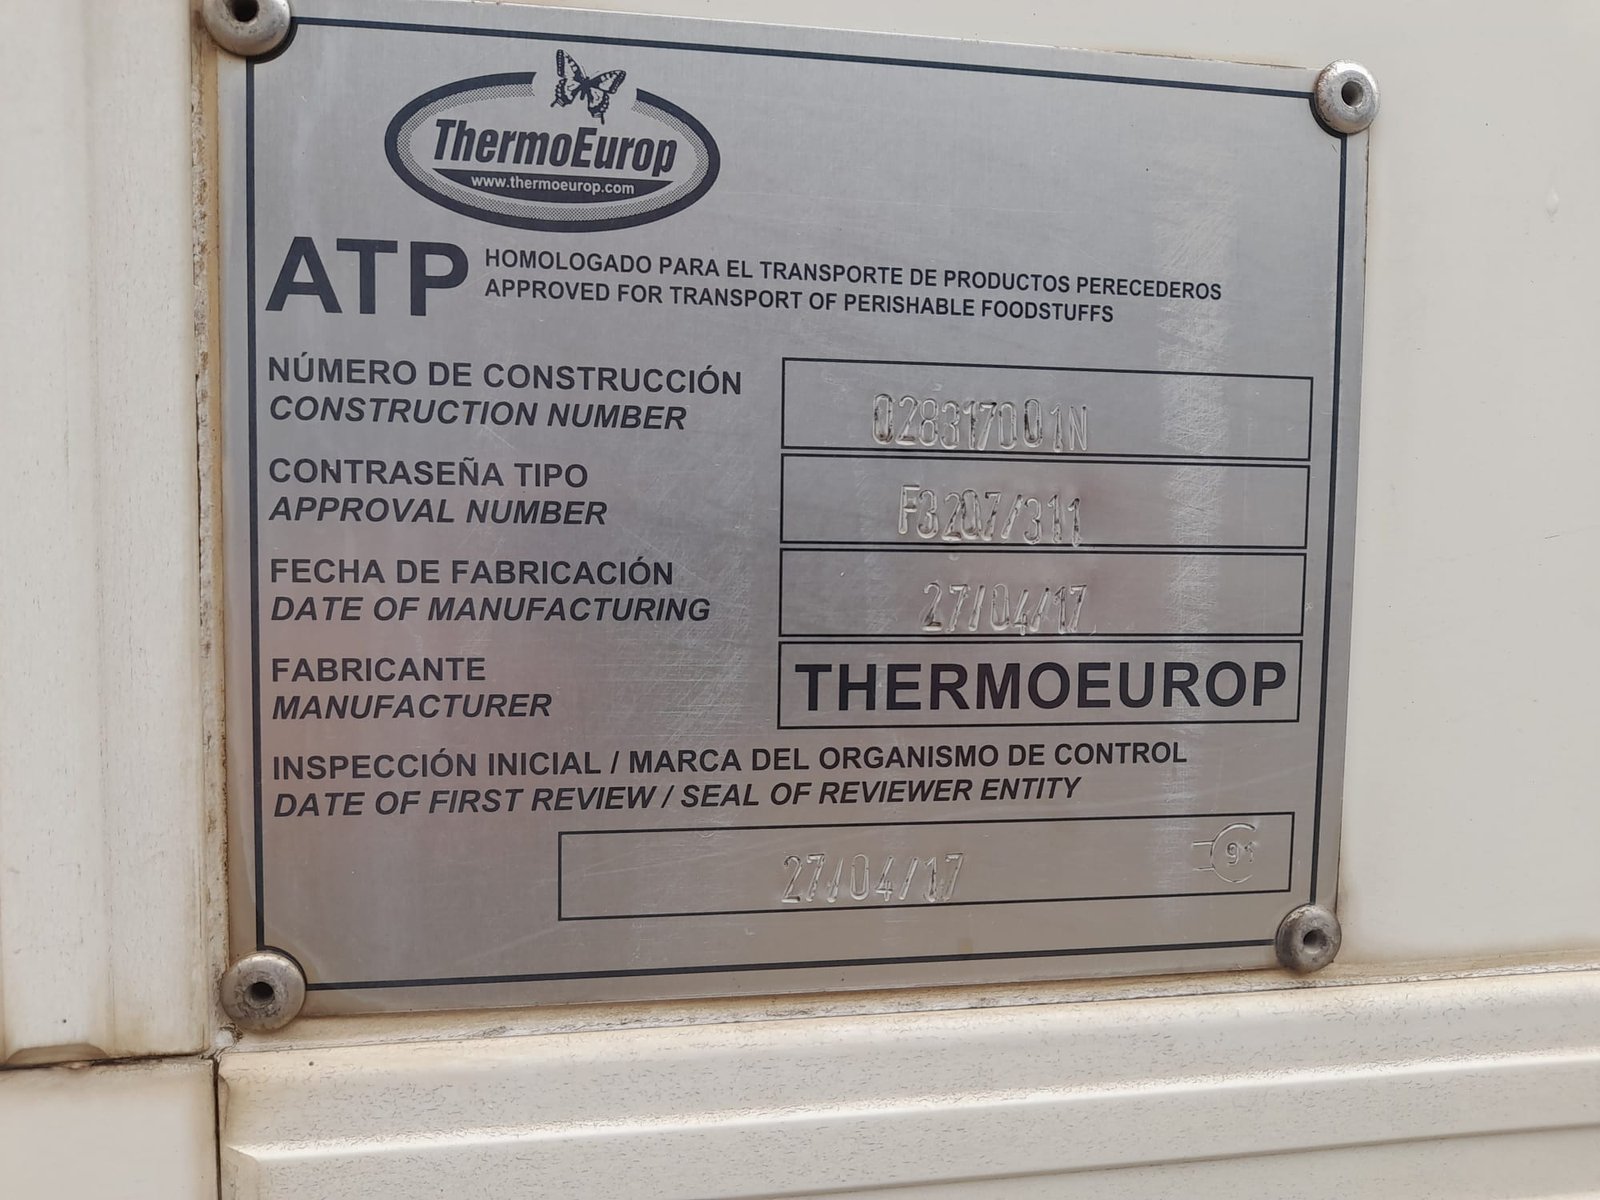 ThermoEurop
www.thermoeurop.com
ATP
HOMOLOGADO PARA EL TRANSPORTE DE PRODUCTOS PERECEDEROS
APPROVED FOR TRANSPORT OF PERISHABLE FOODSTUFFS
NÚMERO DE CONSTRUCCIÓN
CONSTRUCTION NUMBER
028317001N
CONTRASEÑA TIPO
APPROVAL NUMBER
F3207/311
FECHA DE FABRICACIÓN
DATE OF MANUFACTURING
27/04/17
FABRICANTE
MANUFACTURER
THERMOEUROP
INSPECCIÓN INICIAL / MARCA DEL ORGANISMO DE CONTROL
DATE OF FIRST REVIEW / SEAL OF REVIEWER ENTITY
27/04/17
91